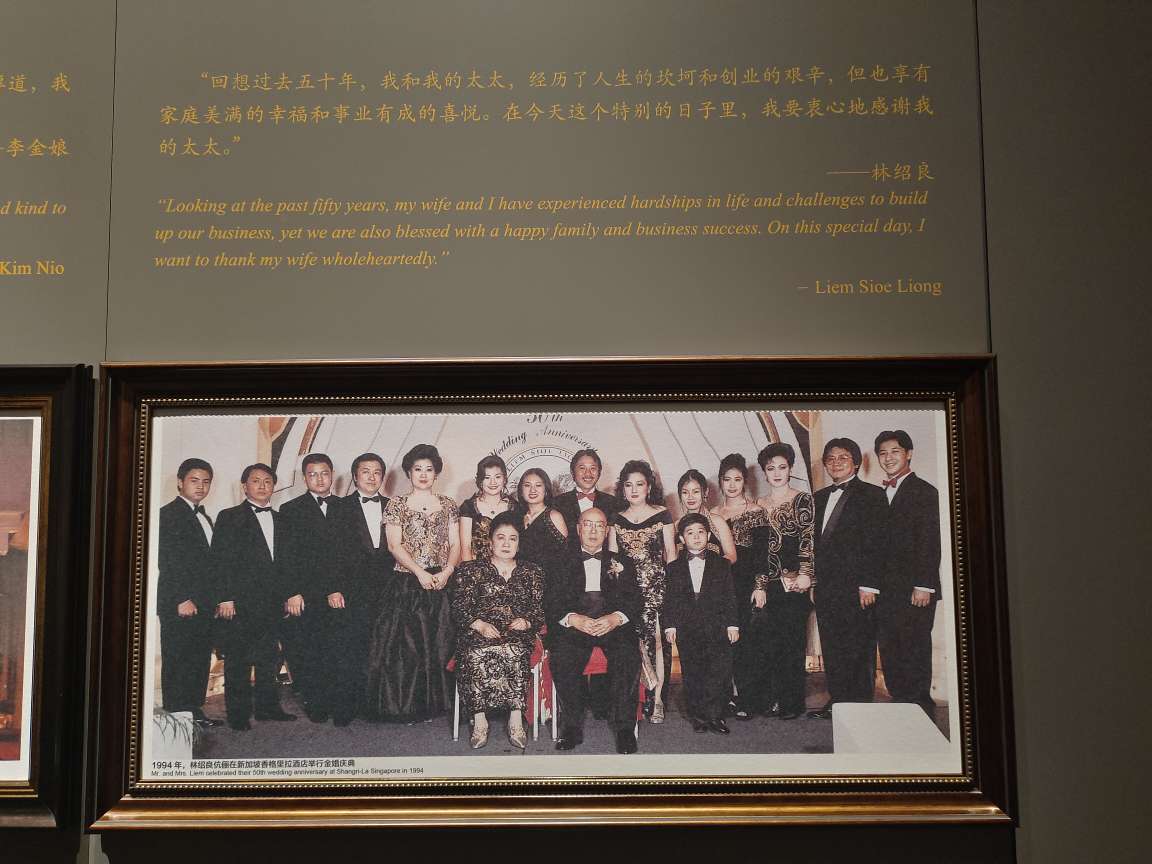 厚道，我
李金娘
d kind to
Kim Nio
“回想过去五十年，我和我的太太，经历了人生的坎坷和创业的艰辛，但也享有
家庭美满的幸福和事业有成的喜悦。在今天这个特别的日子里，我要衷心地感谢我
的太太。”
——林绍良
“Looking at the past fifty years, my wife and I have experienced hardships in life and challenges to build
up our business, yet we are also blessed with a happy family and business success. On this special day, I
want to thank my wife wholeheartedly.”
– Liem Sioe Liong
50th
Wedding Anniversary
LIEM SIOE
1994 年，林绍良伉俪在新加坡香格里拉酒店举行金婚庆典
Mr. and Mrs. Liem celebrated their 50th wedding anniversary at Shangri-La Singapore in 1994